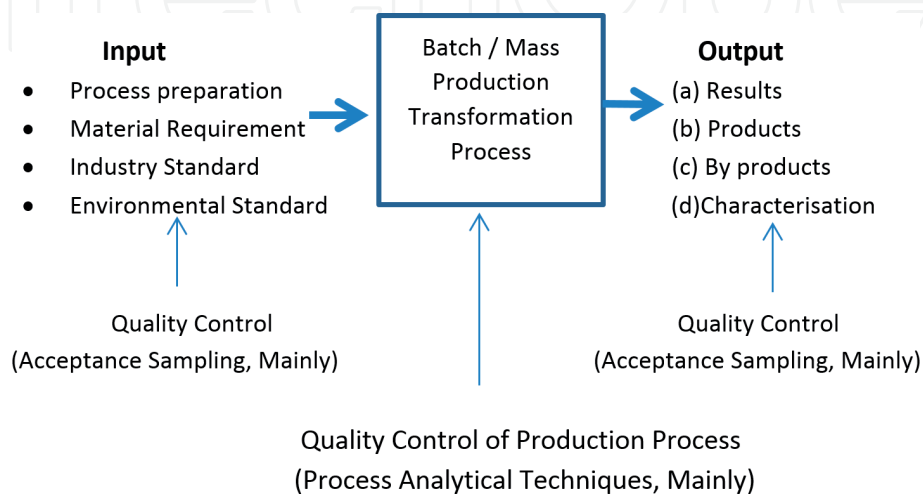 Input
• Process preparation
• Material Requirement
• Industry Standard
• Environmental Standard
Batch / Mass
Production
Transformation
Process
Output
(a) Results
(b) Products
(c) By products
(d)Characterisation
Quality Control
(Acceptance Sampling, Mainly)
Quality Control
(Acceptance Sampling, Mainly)
Quality Control of Production Process
(Process Analytical Techniques, Mainly)